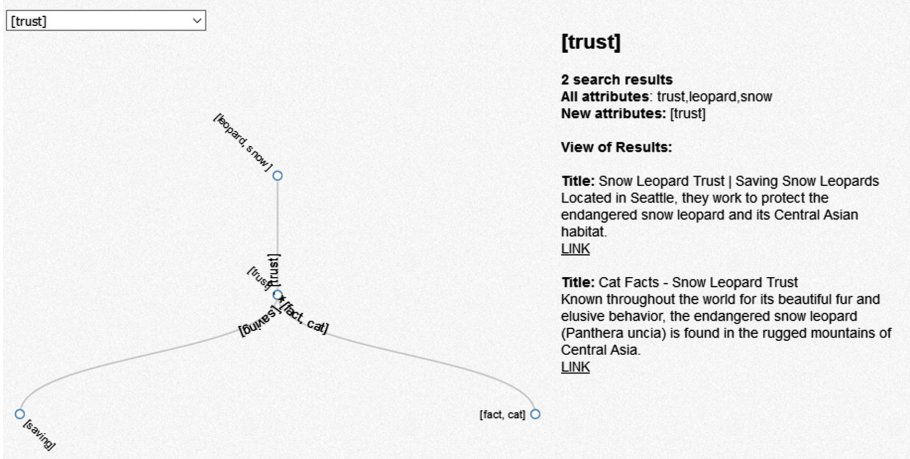 [trust]
[leopard, snow]
[trust]
[trust]
[saving]
[fact, cat]
[saving]
[fact, cat]
[trust]
2 search results
All attributes: trust,leopard,snow
New attributes: [trust]
View of Results:
Title: Snow Leopard Trust | Saving Snow Leopards
Located in Seattle, they work to protect the
endangered snow leopard and its Central Asian
habitat.
LINK
Title: Cat Facts - Snow Leopard Trust
Known throughout the world for its beautiful fur and
elusive behavior, the endangered snow leopard
(Panthera uncia) is found in the rugged mountains of
Central Asia.
LINK